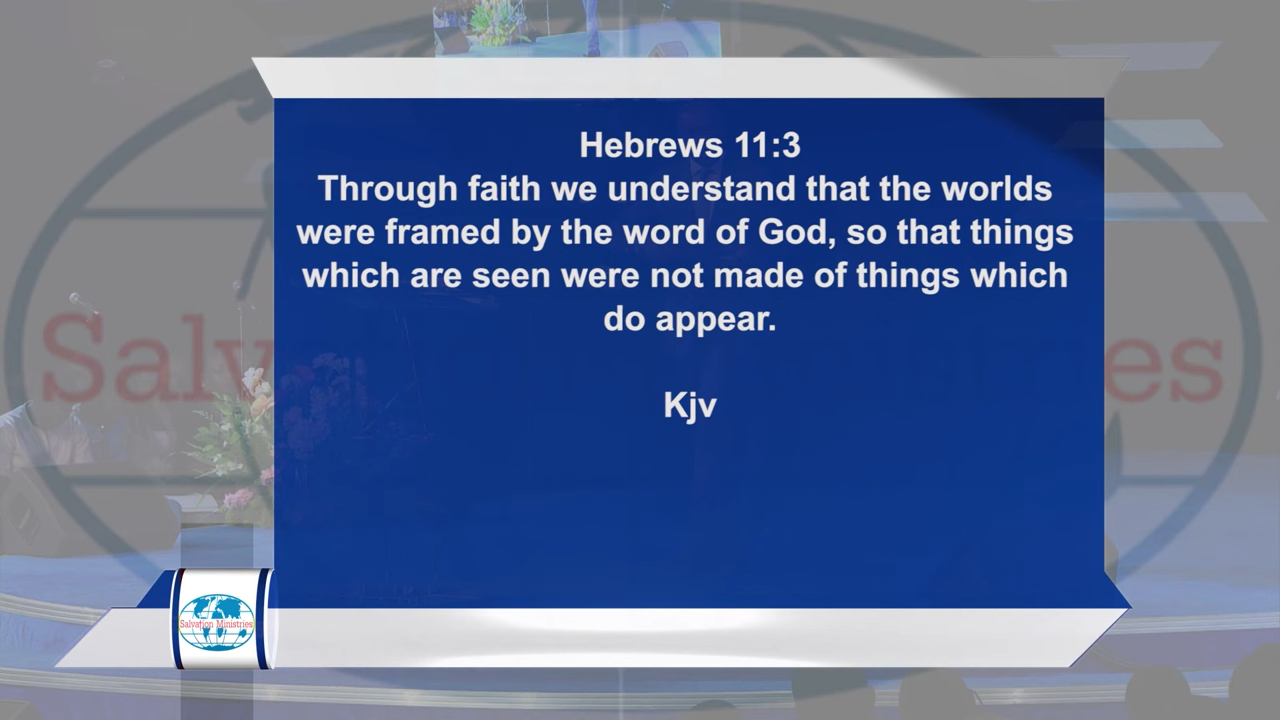 Hebrews 11:3
Through faith we understand that the worlds
were framed by the word of God, so that things
which are seen were not made of things which
do appear.
Kjv
Salvation Ministries